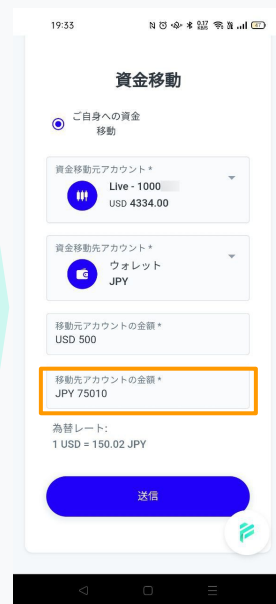 19:33
資金移動
ご自身への資金
移動
資金移動元アカウント *
Live - 1000
USD 4334.00
資金移動先アカウント *
ウォレット
JPY
移動元アカウントの金額 *
USD 500
移動先アカウントの金額 *
JPY 75010
為替レート:
1 USD = 150.02 JPY
送信